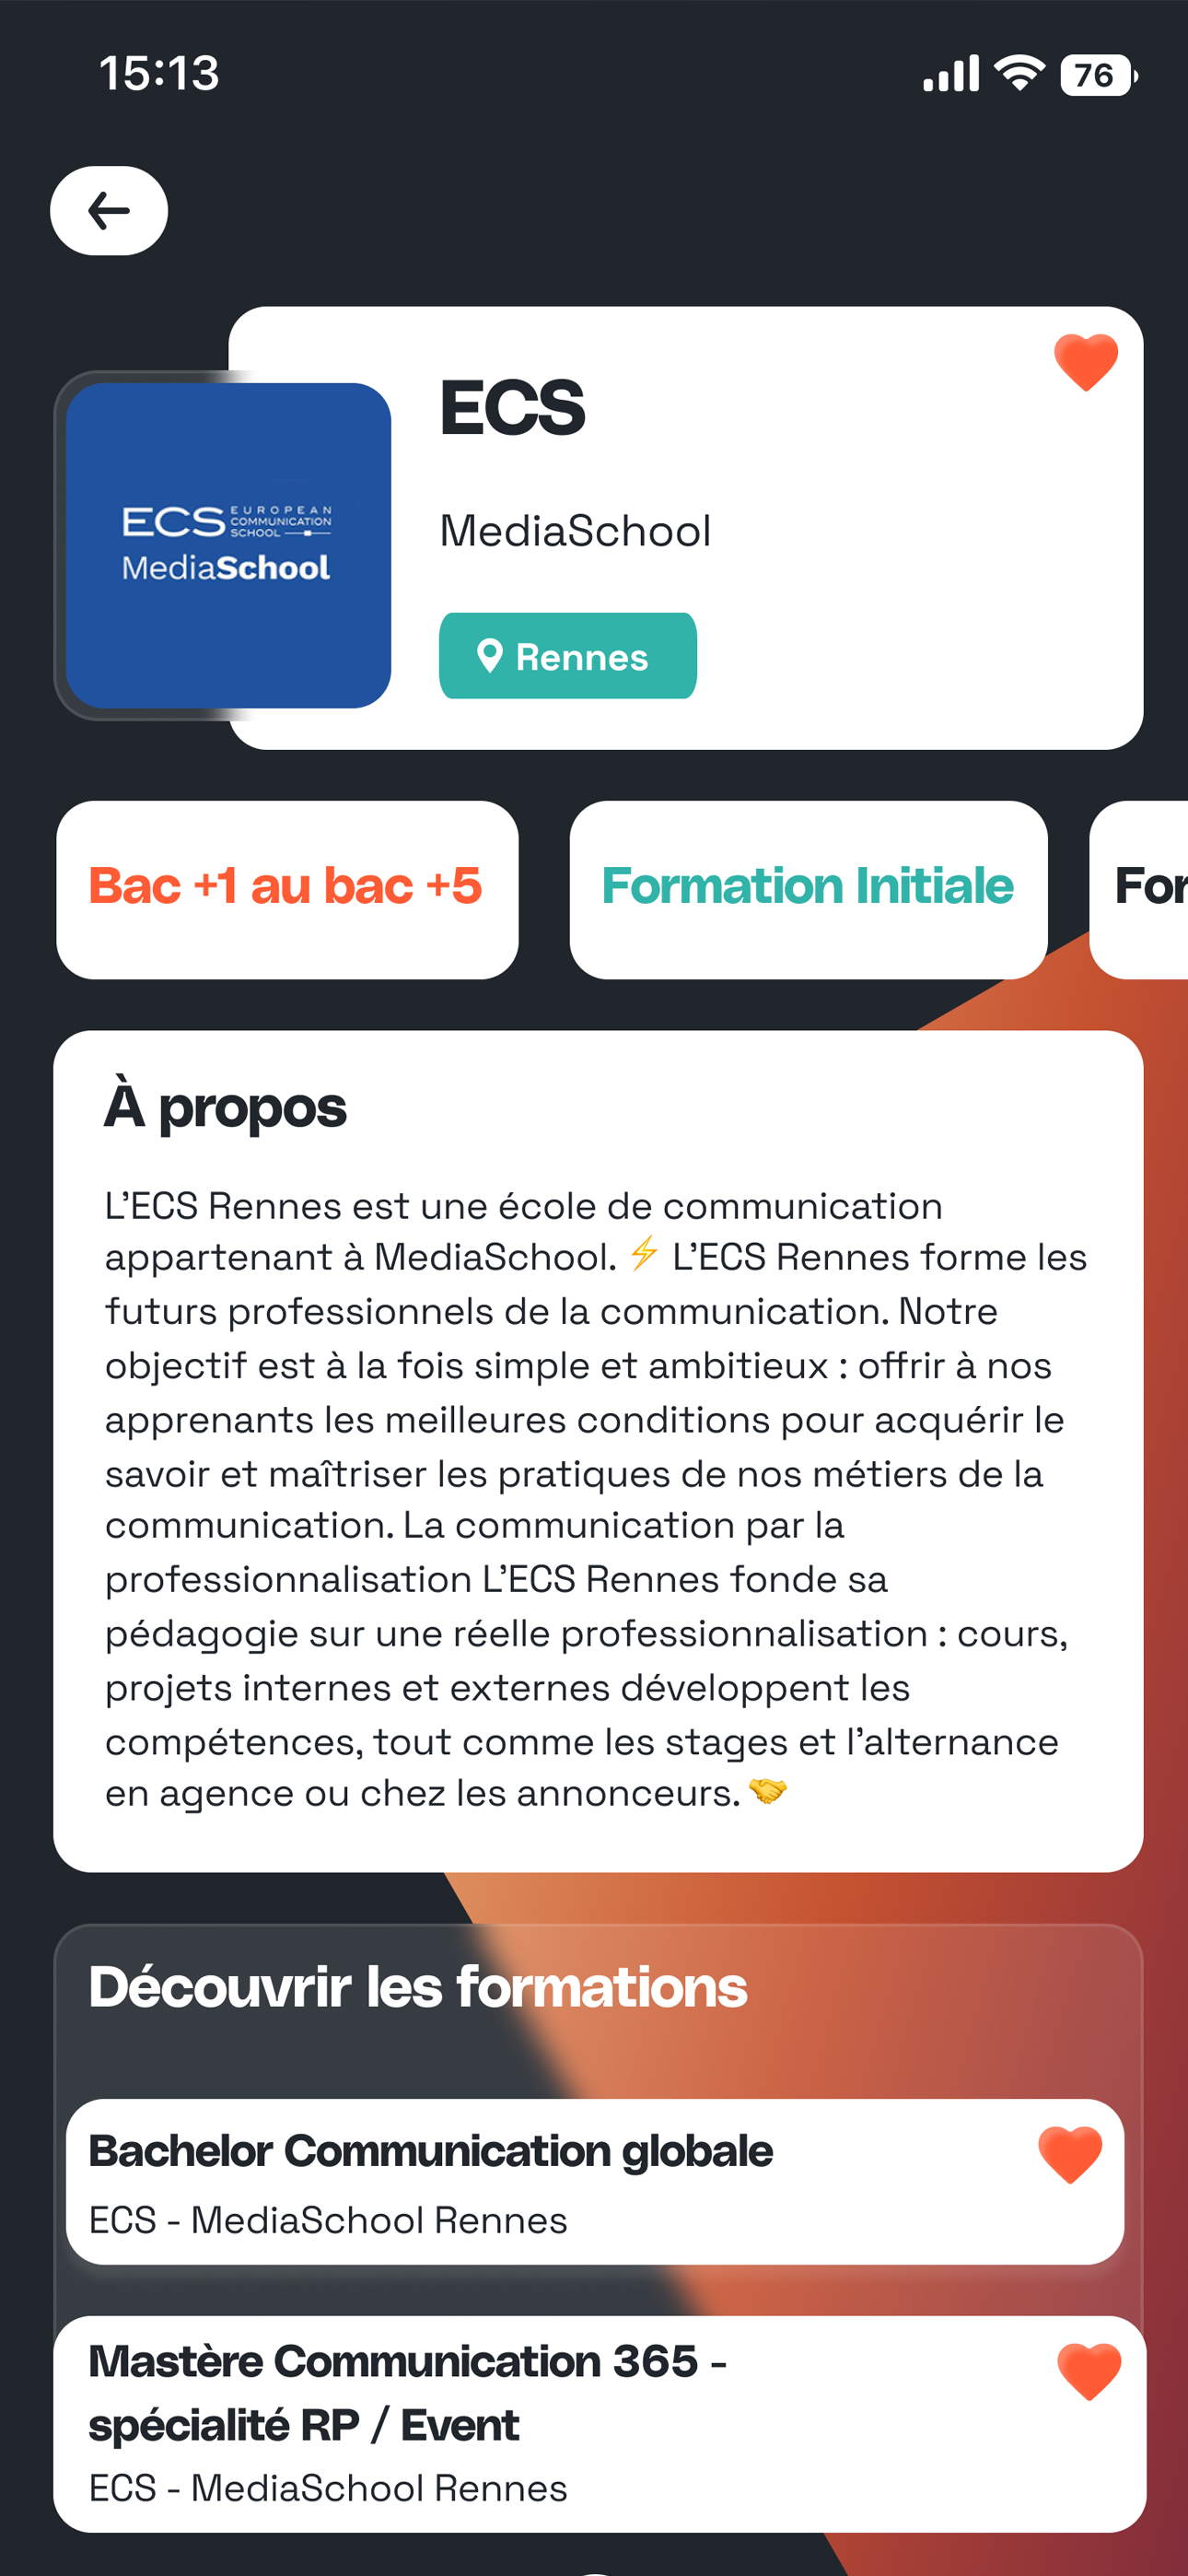 15:13
76
ECS
ECS EUROPEAN
COMMUNICATION
SCHOOL
MediaSchool
MediaSchool
Rennes
Bac +1 au bac +5
Formation Initiale
For
À propos
L’ECS Rennes est une école de communication
appartenant à MediaSchool. ⚡ L’ECS Rennes forme les
futurs professionnels de la communication. Notre
objectif est à la fois simple et ambitieux : offrir à nos
apprenants les meilleures conditions pour acquérir le
savoir et maîtriser les pratiques de nos métiers de la
communication. La communication par la
professionnalisation L’ECS Rennes fonde sa
pédagogie sur une réelle professionnalisation : cours,
projets internes et externes développent les
compétences, tout comme les stages et l’alternance
en agence ou chez les annonceurs. 🤝
Découvrir les formations
Bachelor Communication globale
ECS - MediaSchool Rennes
Mastère Communication 365 -
spécialité RP / Event
ECS - MediaSchool Rennes